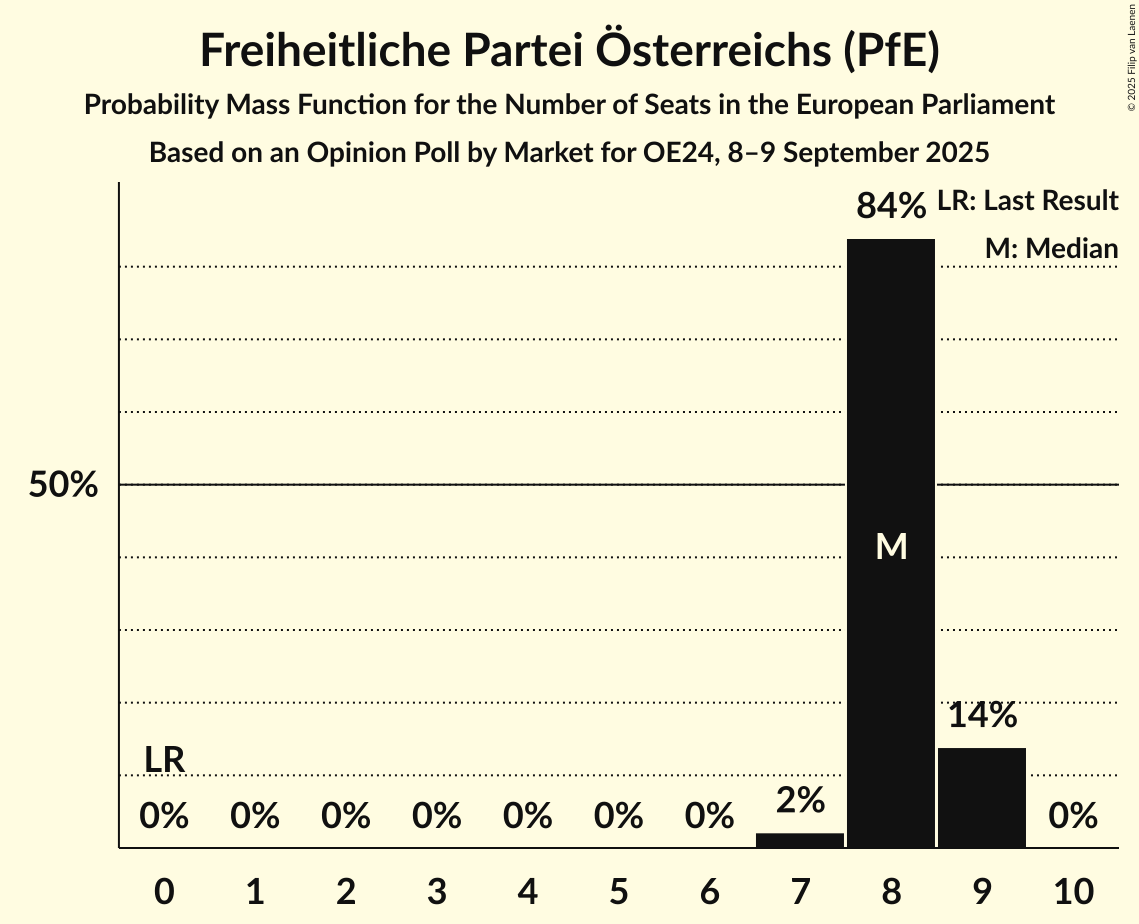 Freiheitliche Partei Österreichs (PfE)
Probability Mass Function for the Number of Seats in the European Parliament
Based on an Opinion Poll by Market for OE24, 8–9 September 2025
© 2025 Filip van Laenen
84%
LR: Last Result
M: Median
50%
M
14%
LR
2%
0% 0% 0% 0% 0% 0% 0% 0%
0 1 2 3 4 5 6 7 8 9 10